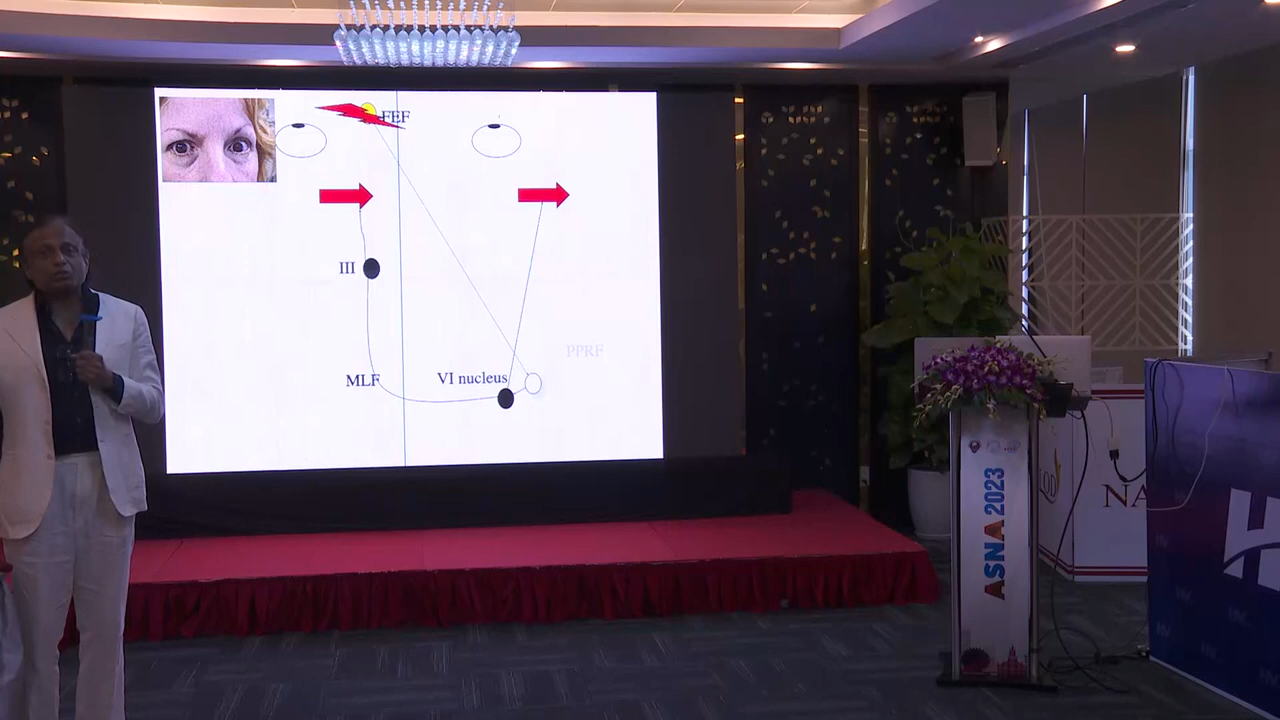 FEF
III
MLF
VI nucleus
PPRF
ASNA 2023
NA
H